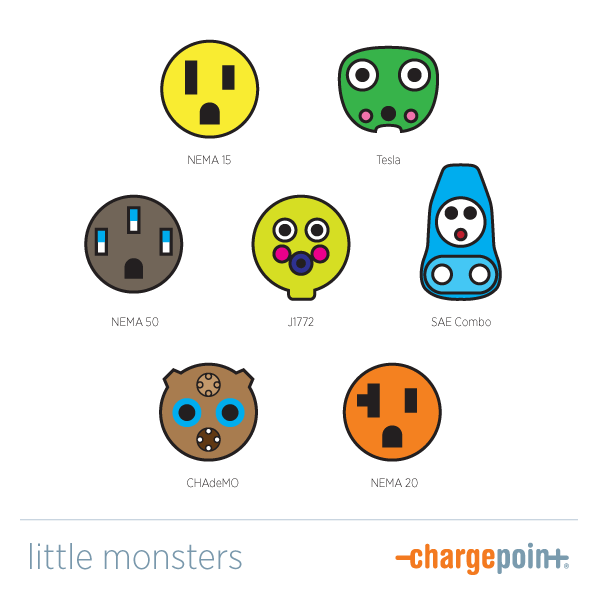 NEMA 15
Tesla
NEMA 50
J1772
SAE Combo
CHAdeMO
NEMA 20
little monsters
chargepoint®